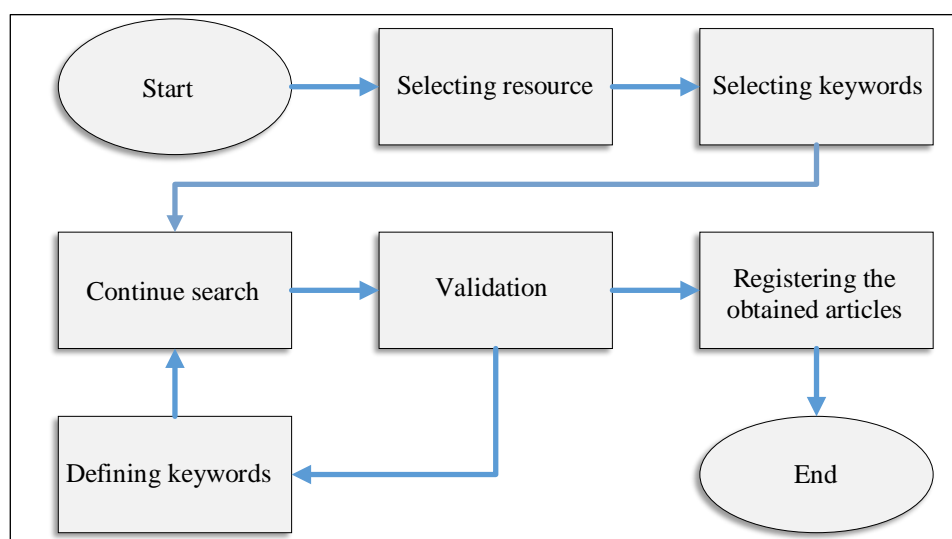 Start
Selecting resource
Selecting keywords
Continue search
Validation
Registering the
obtained articles
Defining keywords
End